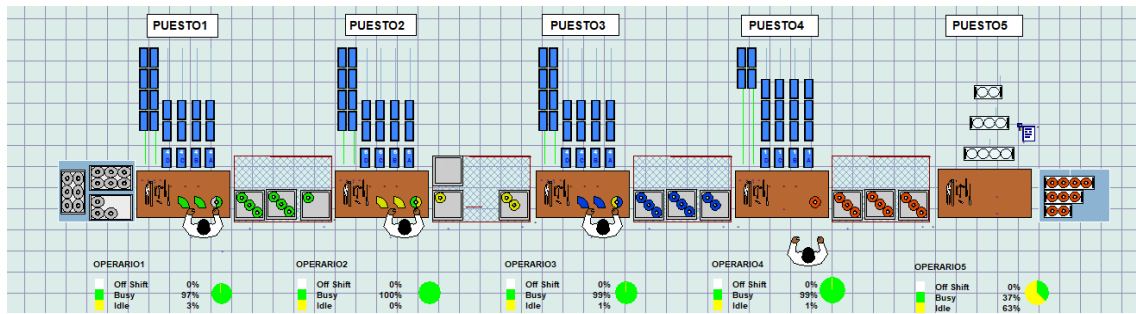 PUESTO1 PUESTO2 PUESTO3 PUESTO4 PUESTO5
D C B A D C B A D C B A
OPERARIO1 OPERARIO2 OPERARIO3 OPERARIO4 OPERARIO5
Off Shift 0% Off Shift 0% Off Shift 0% Off Shift 0% Off Shift 0%
Busy 97% Busy 100% Busy 99% Busy 99% Busy 37%
Idle 3% Idle 0% Idle 1% Idle 1% Idle 63%